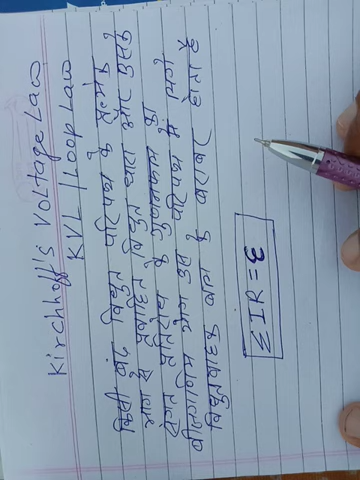 Kirchhoff's Voltage Law
KVL / Loop Law
किसी बंद विद्युत परिपथ के प्रत्येक
भाग में प्रवाहित विद्युत धारा और उसके
संगत प्रतिरोध के गुणनफल का
बीजगणितीय योग उस परिपथ में लगे
विद्युत वाहक बल के बराबर होता है
ΣIR = ε